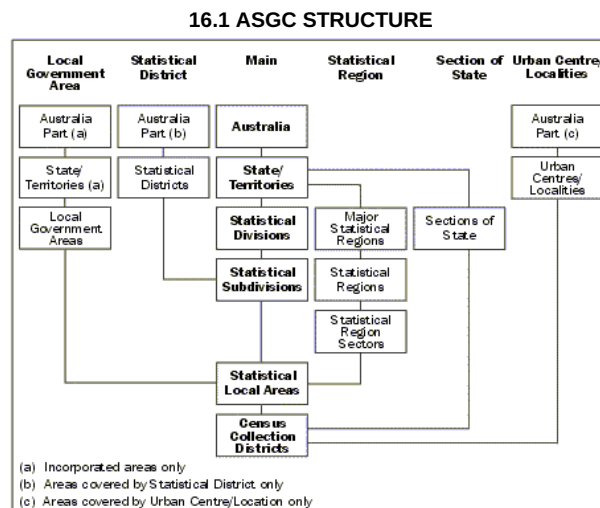 16.1 ASGC STRUCTURE
Local
Government
Area
Statistical
District
Main
Statistical
Region
Section of
State
Urban Centre/
Localities
Australia
Part (a)
Australia
Part (b)
Australia
Australia
Part (c)
State/
Territories (a)
Statistical
Districts
State/
Territories
Urban
Centres/
Localities
Local
Government
Areas
Statistical
Divisions
Major
Statistical
Regions
Sections of
State
Statistical
Subdivisions
Statistical
Regions
Statistical
Region
Sectors
Statistical
Local Areas
Census
Collection
Districts
(a) Incorporated areas only
(b) Areas covered by Statistical District only
(c) Areas covered by Urban Centre/Location only